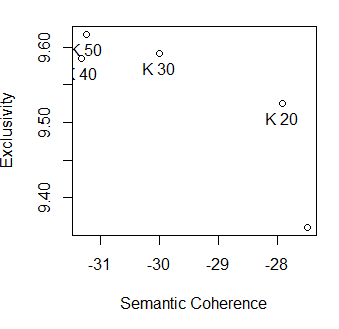 9.60
9.50
9.40
Exclusivity
K 50
K 40
K 30
K 20
-31
-30
-29
-28
Semantic Coherence